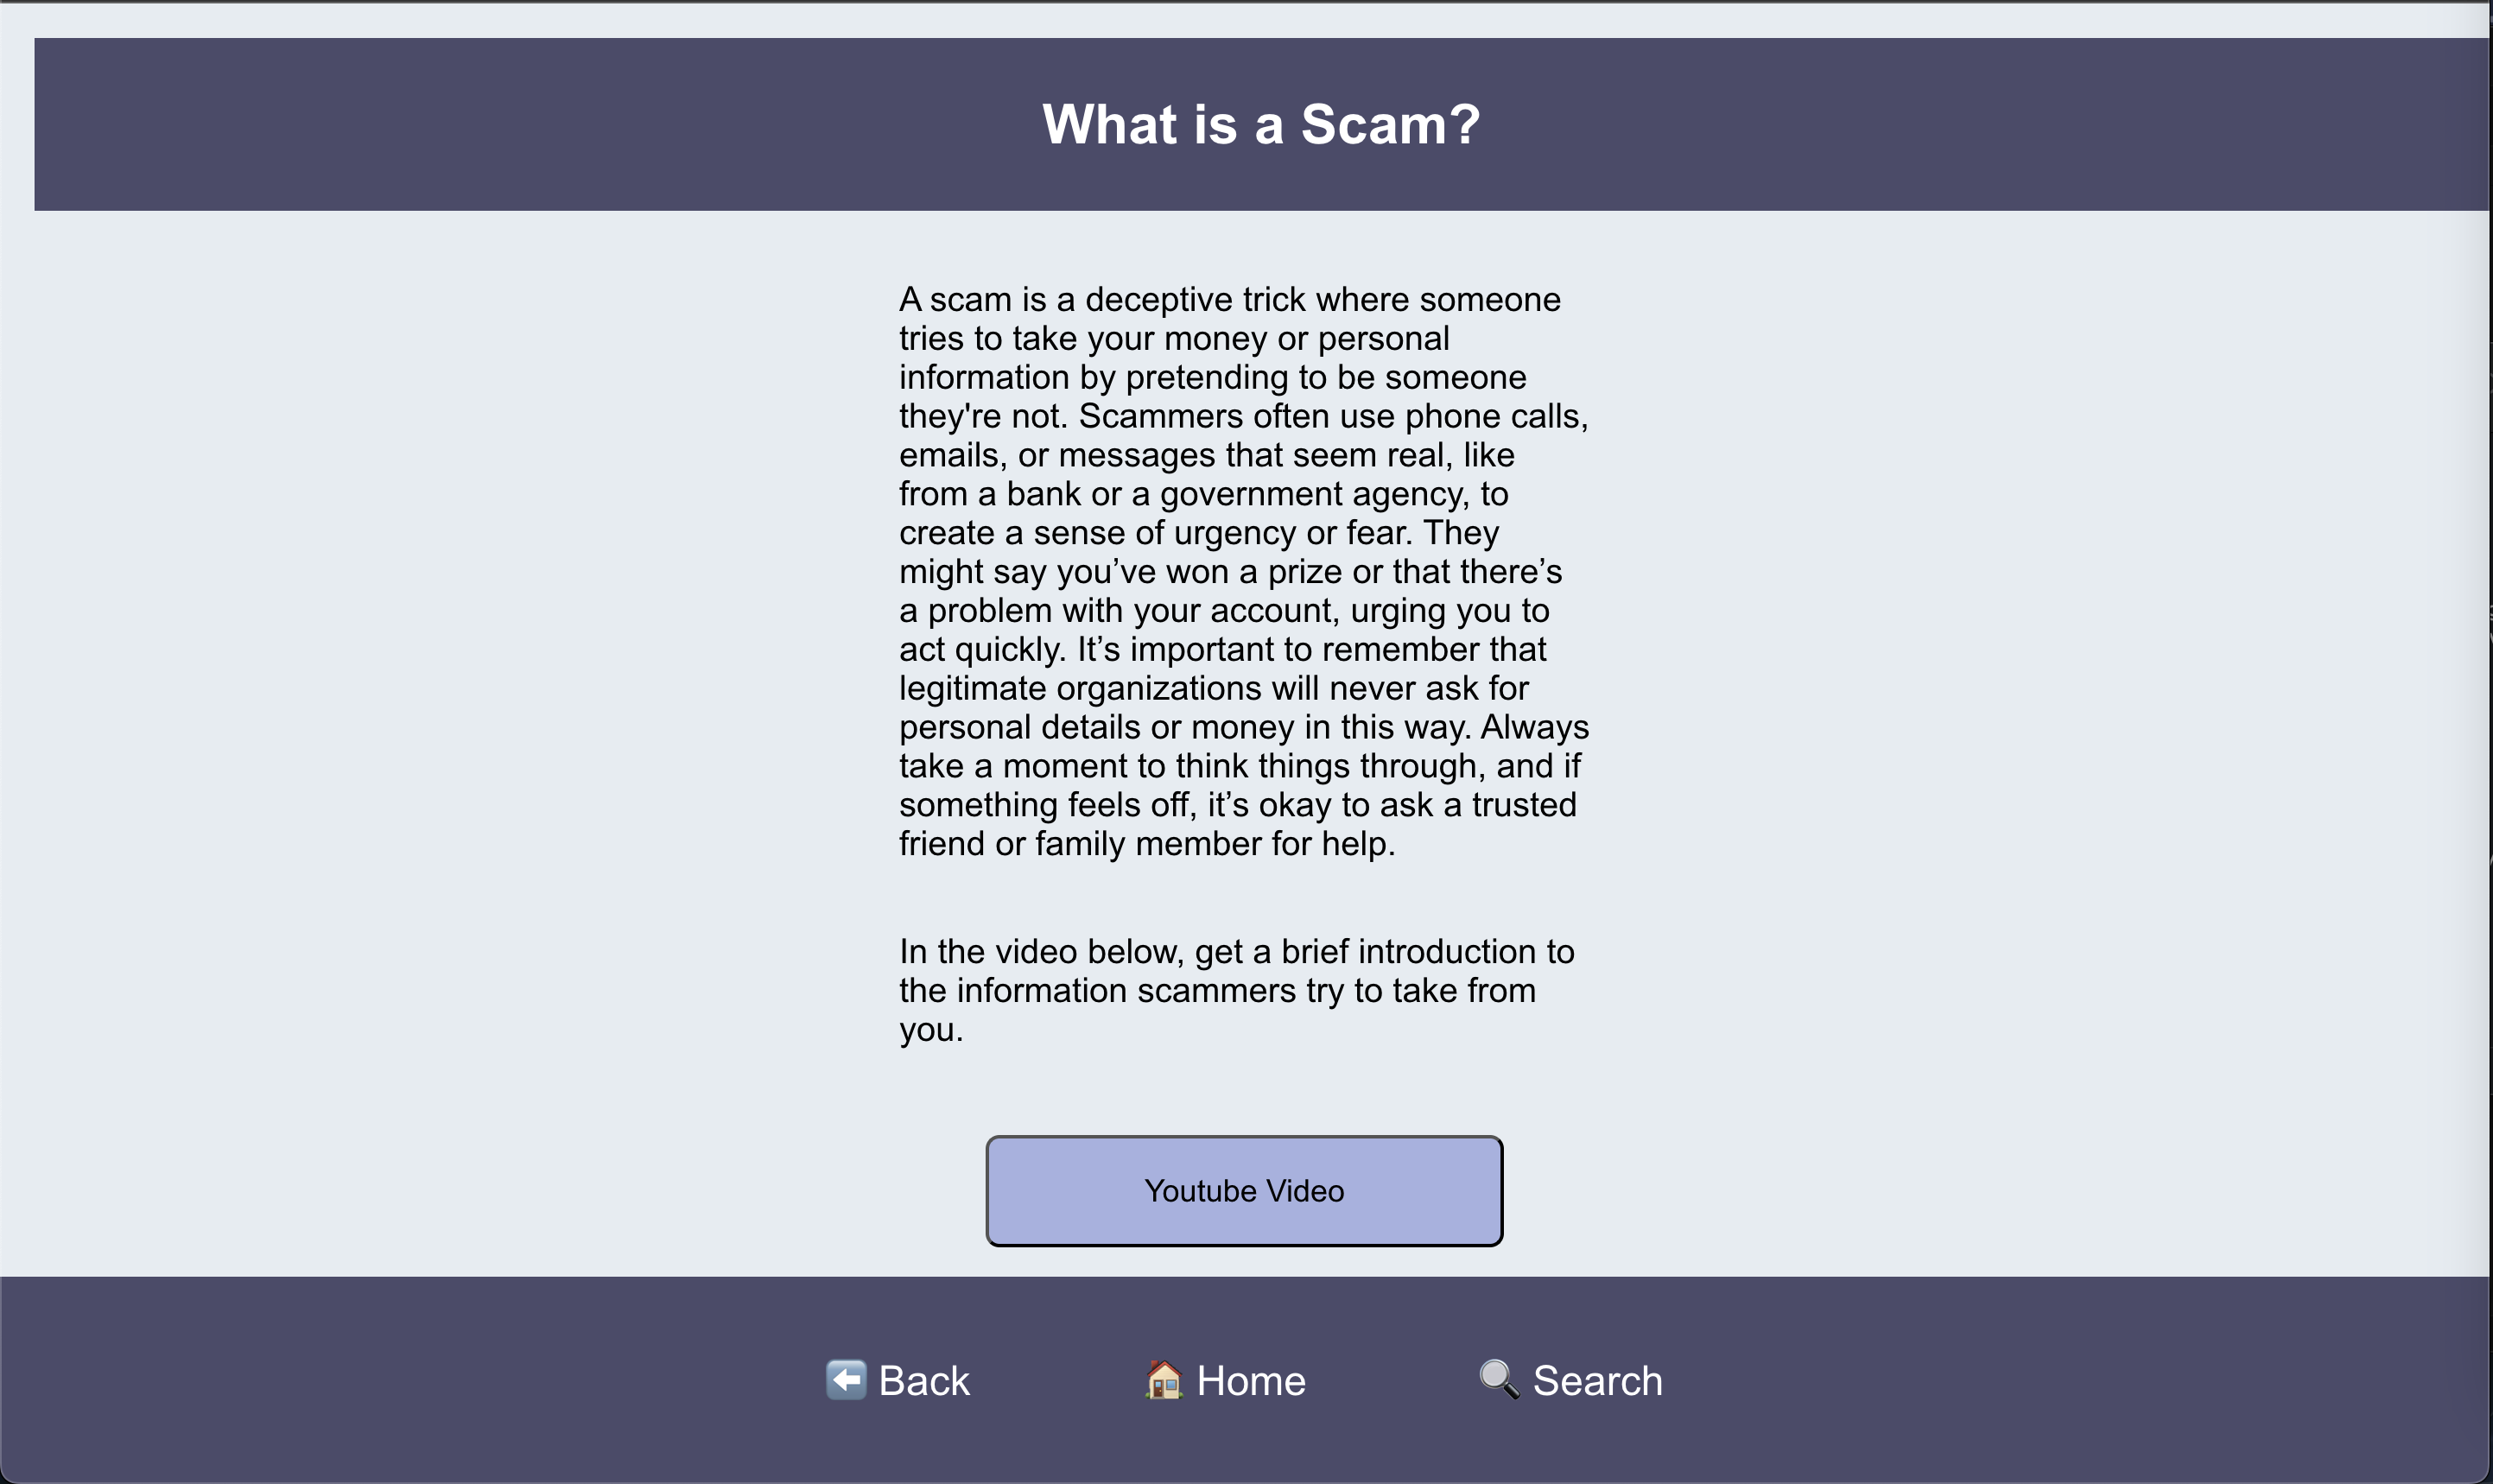 What is a Scam?
A scam is a deceptive trick where someone
tries to take your money or personal
information by pretending to be someone
they're not. Scammers often use phone calls,
emails, or messages that seem real, like
from a bank or a government agency, to
create a sense of urgency or fear. They
might say you’ve won a prize or that there’s
a problem with your account, urging you to
act quickly. It’s important to remember that
legitimate organizations will never ask for
personal details or money in this way. Always
take a moment to think things through, and if
something feels off, it’s okay to ask a trusted
friend or family member for help.
In the video below, get a brief introduction to
the information scammers try to take from
you.
Youtube Video
Back
Home
Search